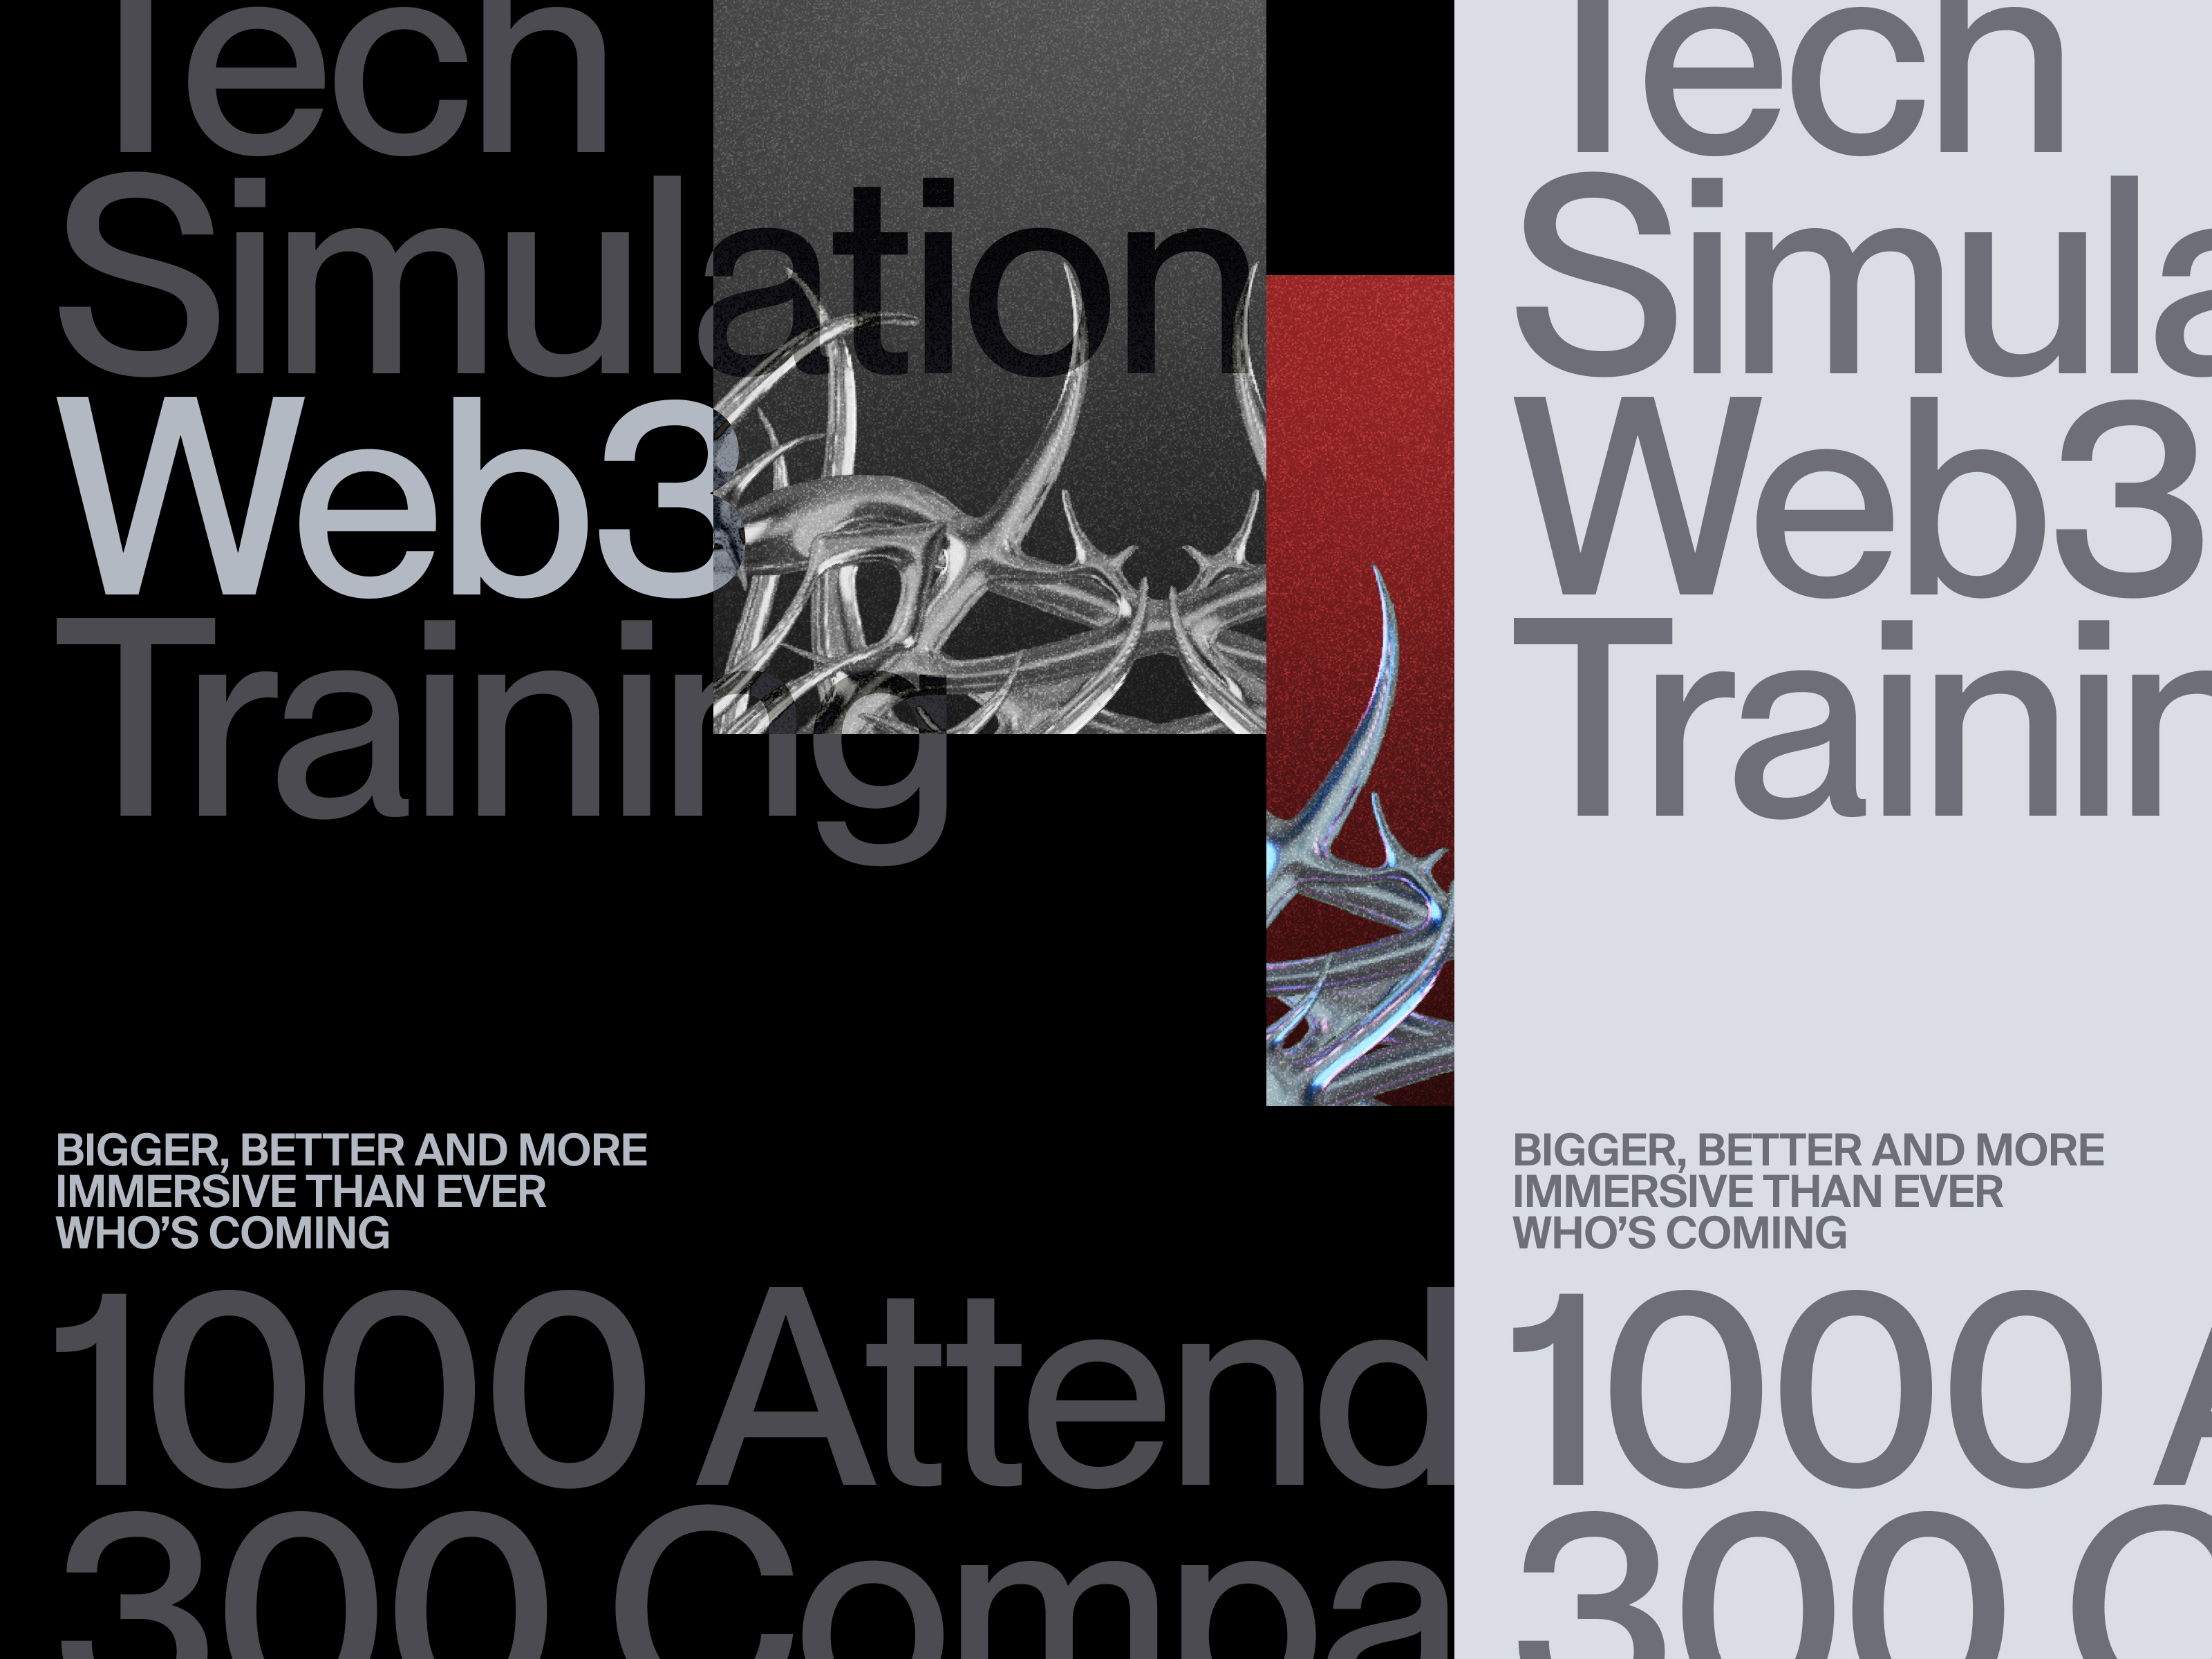 Tech
Simulation
Web3
Training
BIGGER, BETTER AND MORE
IMMERSIVE THAN EVER
WHO'S COMING
1000 Attend
300 Compa
Tech
Simula
Web3
Trainin
BIGGER, BETTER AND MORE
IMMERSIVE THAN EVER
WHO'S COMING
1000 A
300 C